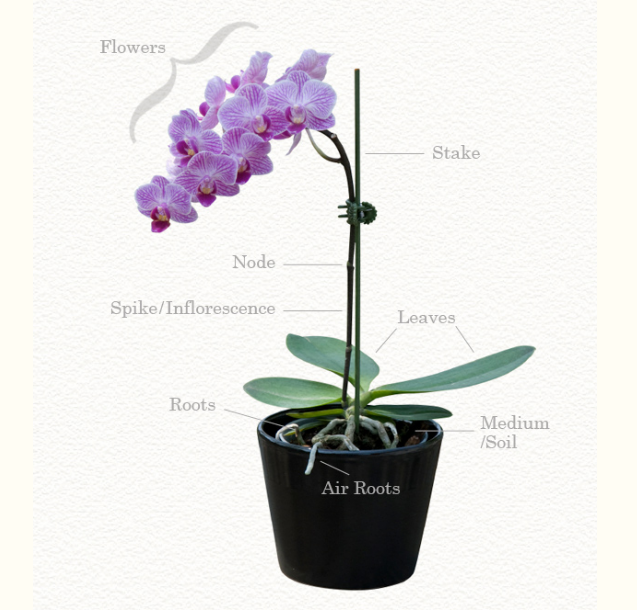 Flowers
Stake
Node
Spike/Inflorescence
Leaves
Roots
Medium
/Soil
Air Roots